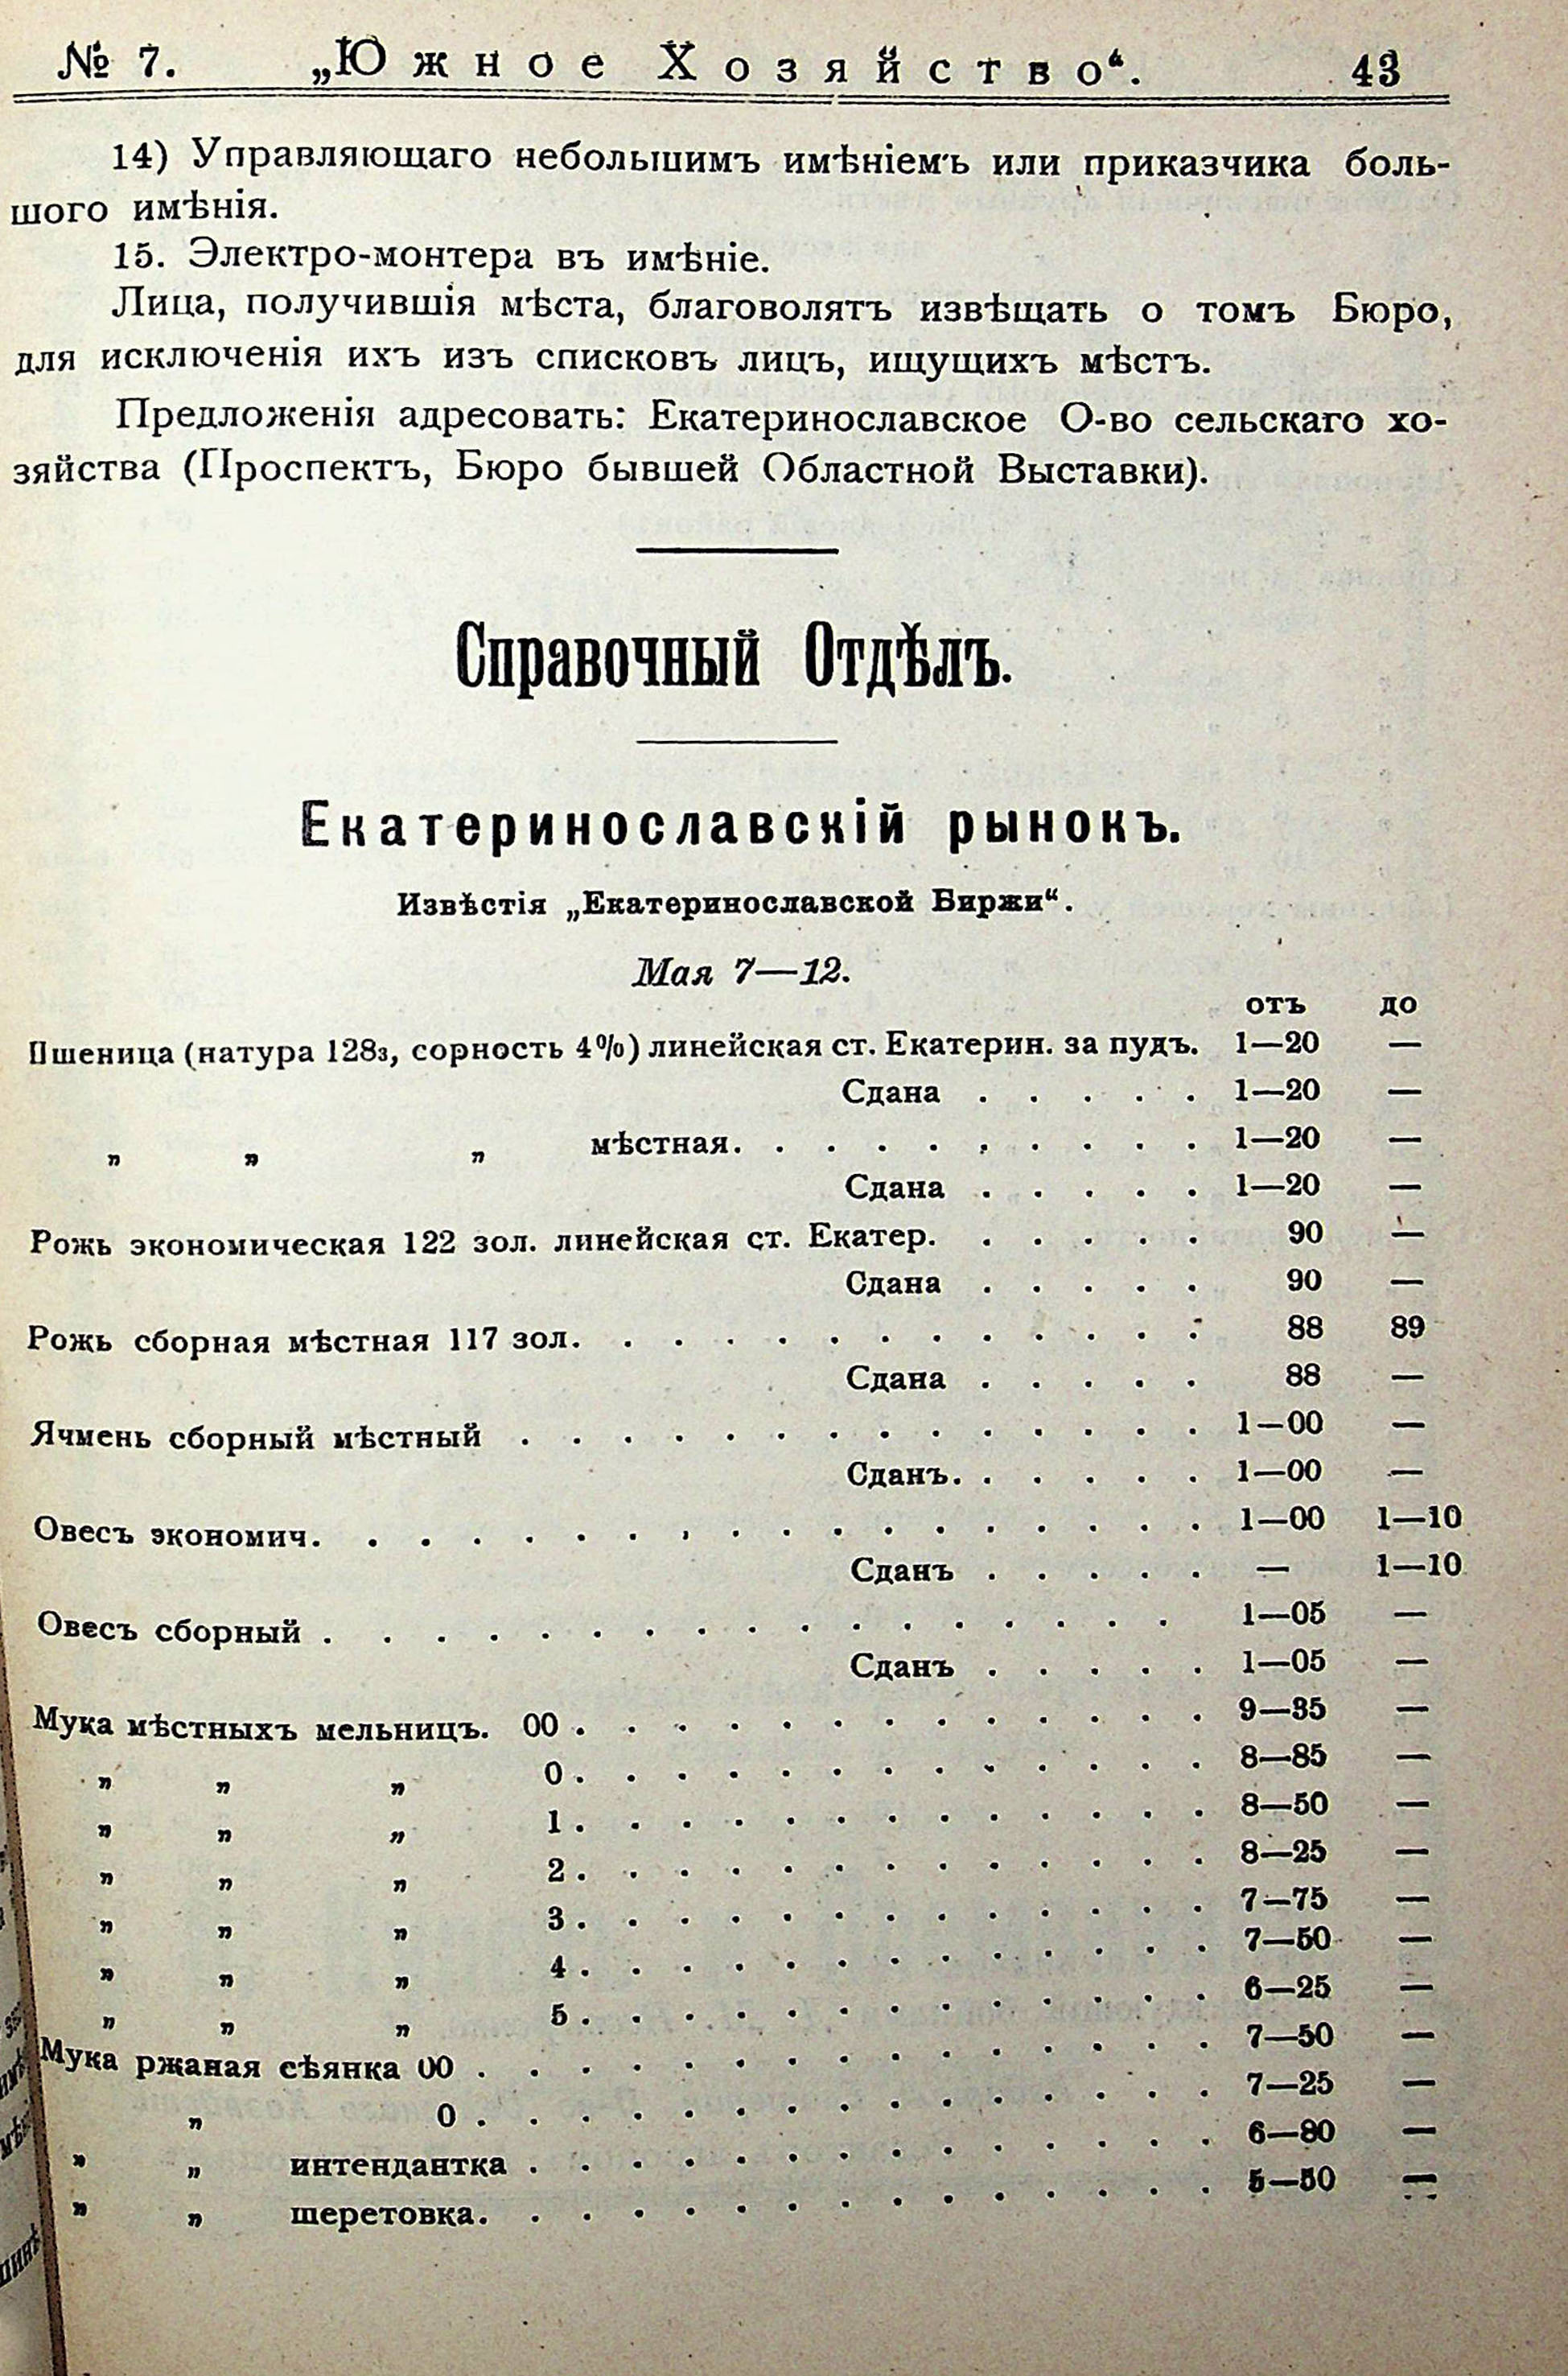 № 7. „Южное Хозяйство“. 43
14) Управляющаго небольшимъ имѣніемъ или приказчика боль-
шого имѣнія.
15. Электро-монтера въ имѣніе.
Лица, получившія мѣста, благоволятъ извѣщать о томъ Бюро,
для исключенія ихъ изъ списковъ лицъ, ищущихъ мѣстъ.
Предложенія адресовать: Екатеринославское О-во сельскаго хо-
зяйства (Проспектъ, Бюро бывшей Областной Выставки).
Справочный Отдѣлъ.
Екатеринославскій рынокъ.
Извѣстія „Екатеринославской Биржи“.
Мая 7—12.
отъ до
Пшеница (натура 128з, сорность 4%) линейская ст. Екатерин. за пудъ. 1—20 —
Сдана . . . . . 1—20 —
„ „ „ мѣстная. . . . . . . . . . 1—20 —
Сдана . . . . . 1—20 —
Рожь экономическая 122 зол. линейская ст. Екатер. . . . . . 90 —
Сдана . . . . . 90 —
Рожь сборная мѣстная 117 зол. . . . . . . . . . . . . 88 89
Сдана . . . . . 88 —
Ячмень сборный мѣстный . . . . . . . . . . . . . . 1—00 —
Сданъ. . . . . . 1—00 —
Овесъ экономич. . . . . . . . . . . . . . . . . . 1—00 1—10
Сданъ . . . . . — 1—10
Овесъ сборный . . . . . . . . . . . . . . . . . 1—05 —
Сданъ . . . . . 1—05 —
Мука мѣстныхъ мельницъ. 00 . . . . . . . . . . . . . 9—35 —
„ „ „ 0 . . . . . . . . . . . . . 8—85 —
„ „ „ 1 . . . . . . . . . . . . . 8—50 —
„ „ „ 2 . . . . . . . . . . . . . 8—25 —
„ „ „ 3 . . . . . . . . . . . . . 7—75 —
„ „ „ 4 . . . . . . . . . . . . . 7—50 —
„ „ „ 5 . . . . . . . . . . . . . 6—25 —
Мука ржаная сѣянка 00 . . . . . . . . . . . . . . . 7—50 —
„ 0 . . . . . . . . . . . . . . . 7—25 —
„ „ интендантка . . . . . . . . . . . . . . 6—80 —
„ „ шеретовка. . . . . . . . . . . . . . . 5—50 —